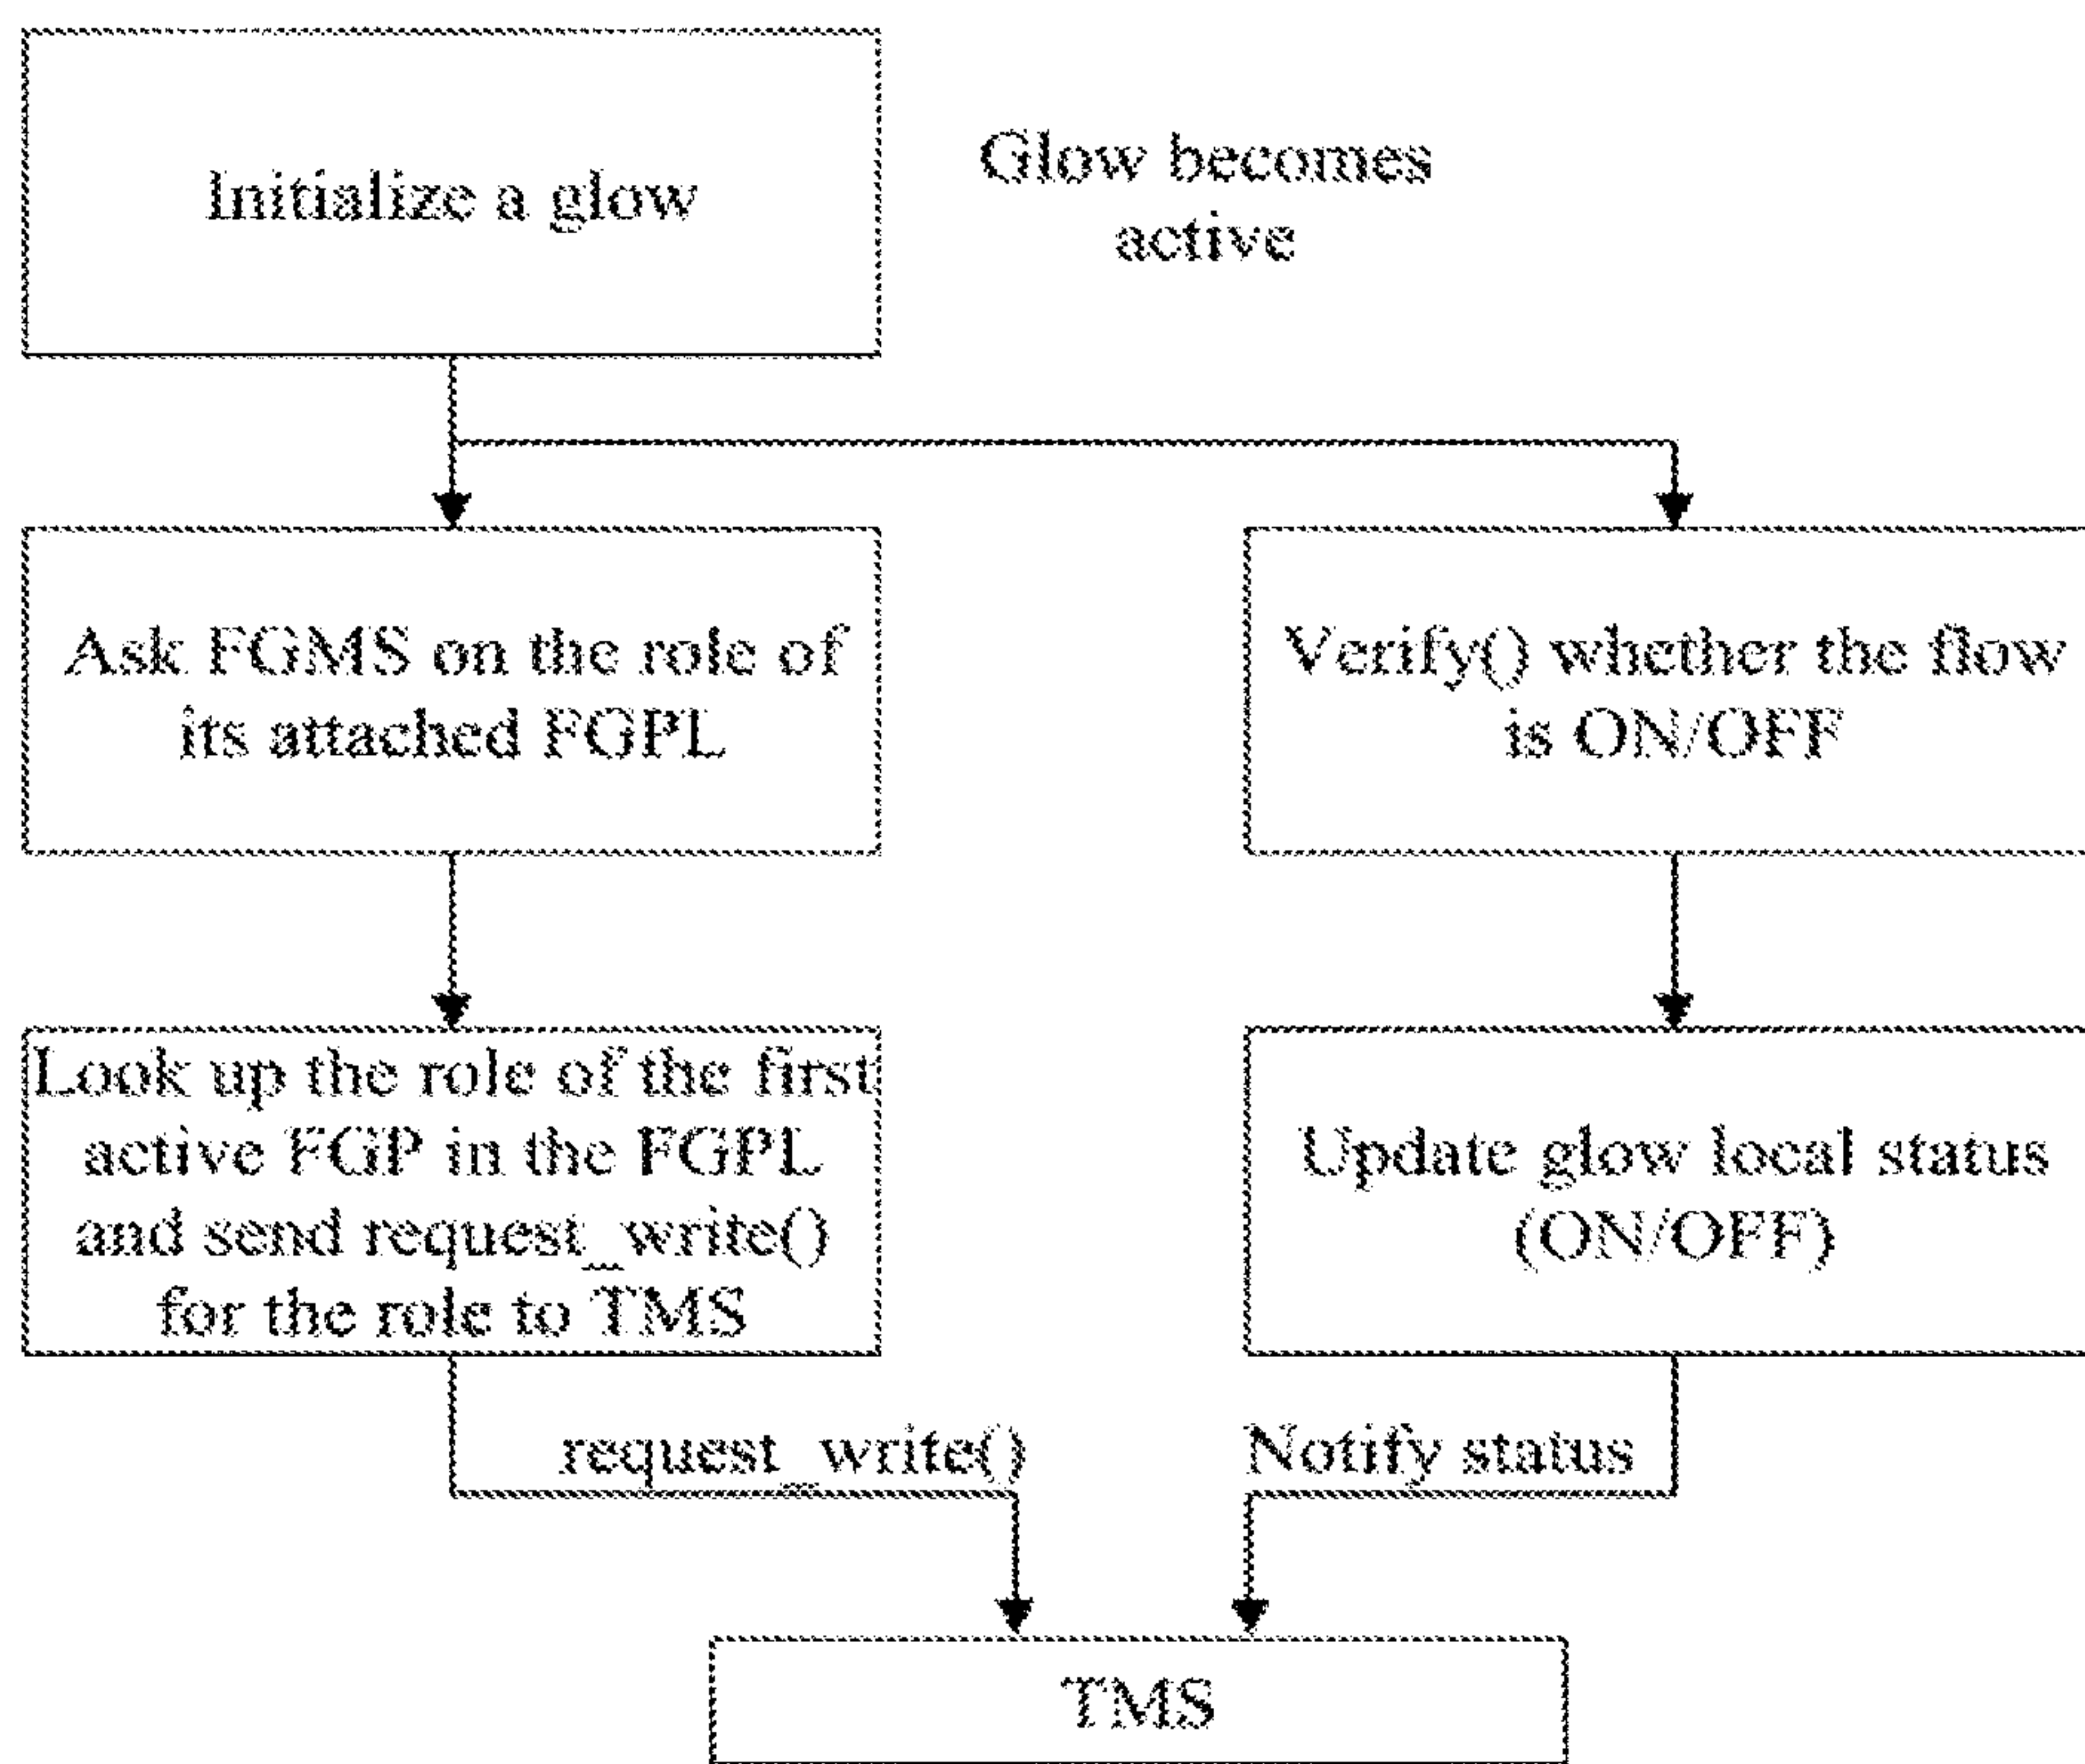 Initialize a glow
Glow becomes
active
Ask FGMS on the role of
its attached FGPL
Verify() whether the flow
is ON/OFF
Look up the role of the first
active FGP in the FGPL
and send request_write()
for the role to TMS
Update glow local status
(ON/OFF)
request_write()
Notify status
TMS